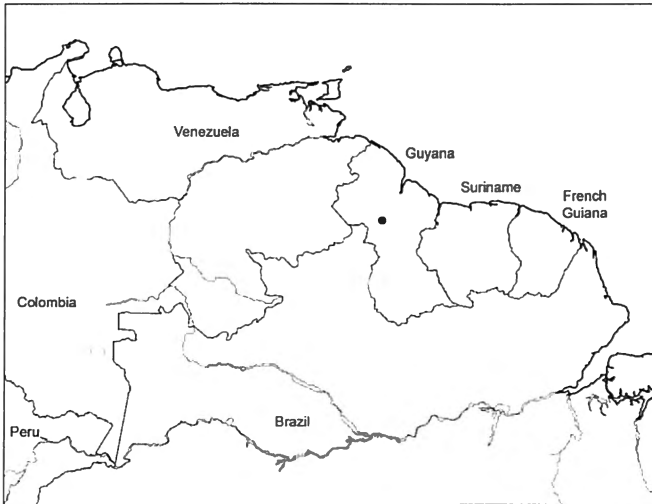 Venezuela
Guyana
Suriname
French
Guiana
Colombia
Brazil
Peru